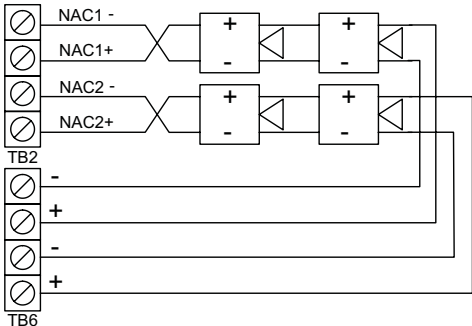 NAC1 -
+ +
NAC1+
- -
NAC2 -
+ +
NAC2+
- -
TB2
-
+
-
+
TB6